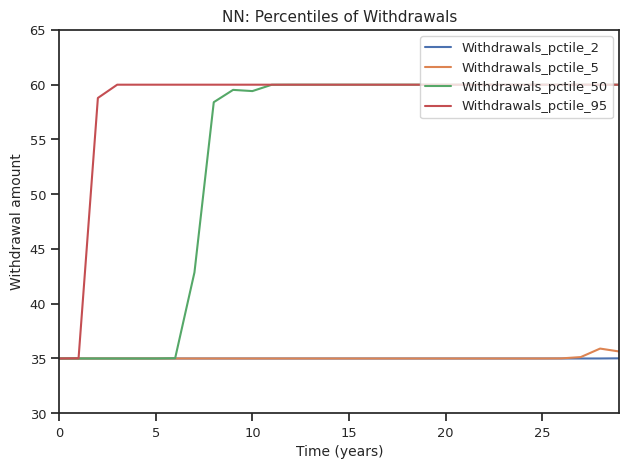 NN: Percentiles of Withdrawals
65
60
55
50
45
40
35
30
Withdrawal amount
Withdrawals_pctile_2
Withdrawals_pctile_5
Withdrawals_pctile_50
Withdrawals_pctile_95
0 5 10 15 20 25
Time (years)